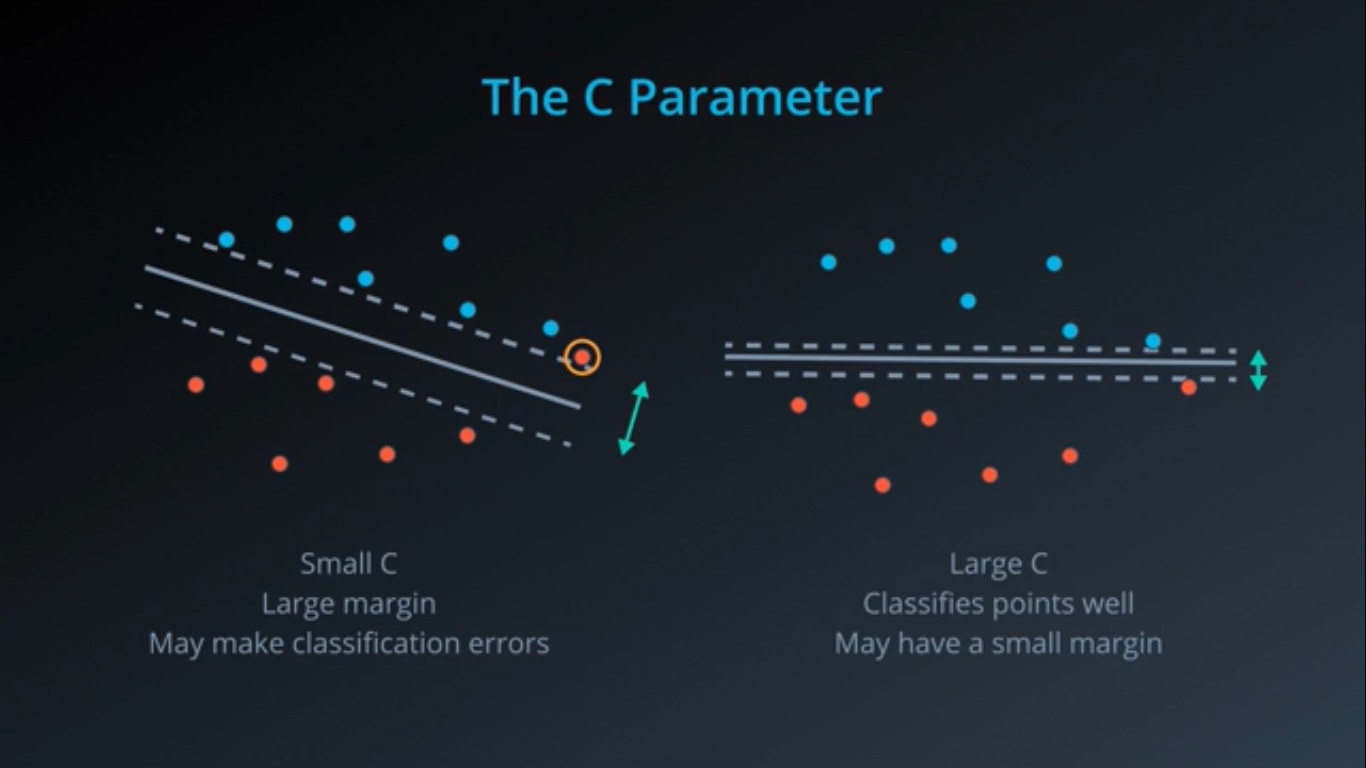 The C Parameter
Small C
Large margin
May make classification errors
Large C
Classifies points well
May have a small margin